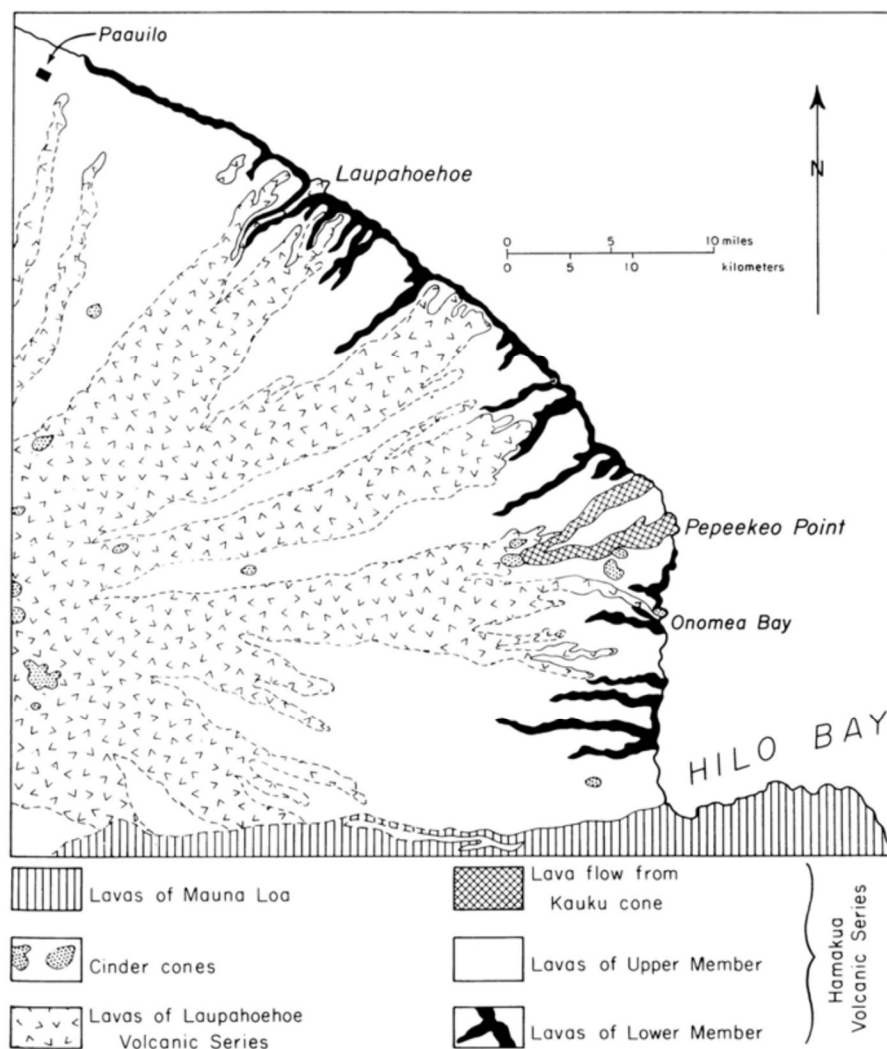 Paauilo
Laupahoehoe
N
0 5 10 miles
0 5 10
kilometers
Pepeekeo Point
Onomea Bay
HILO BAY
Lavas of Mauna Loa
Cinder cones
Lavas of Laupahoehoe
Volcanic Series
Lava flow from
Kauku cone
Lavas of Upper Member
Lavas of Lower Member
Hamakua
Volcanic Series